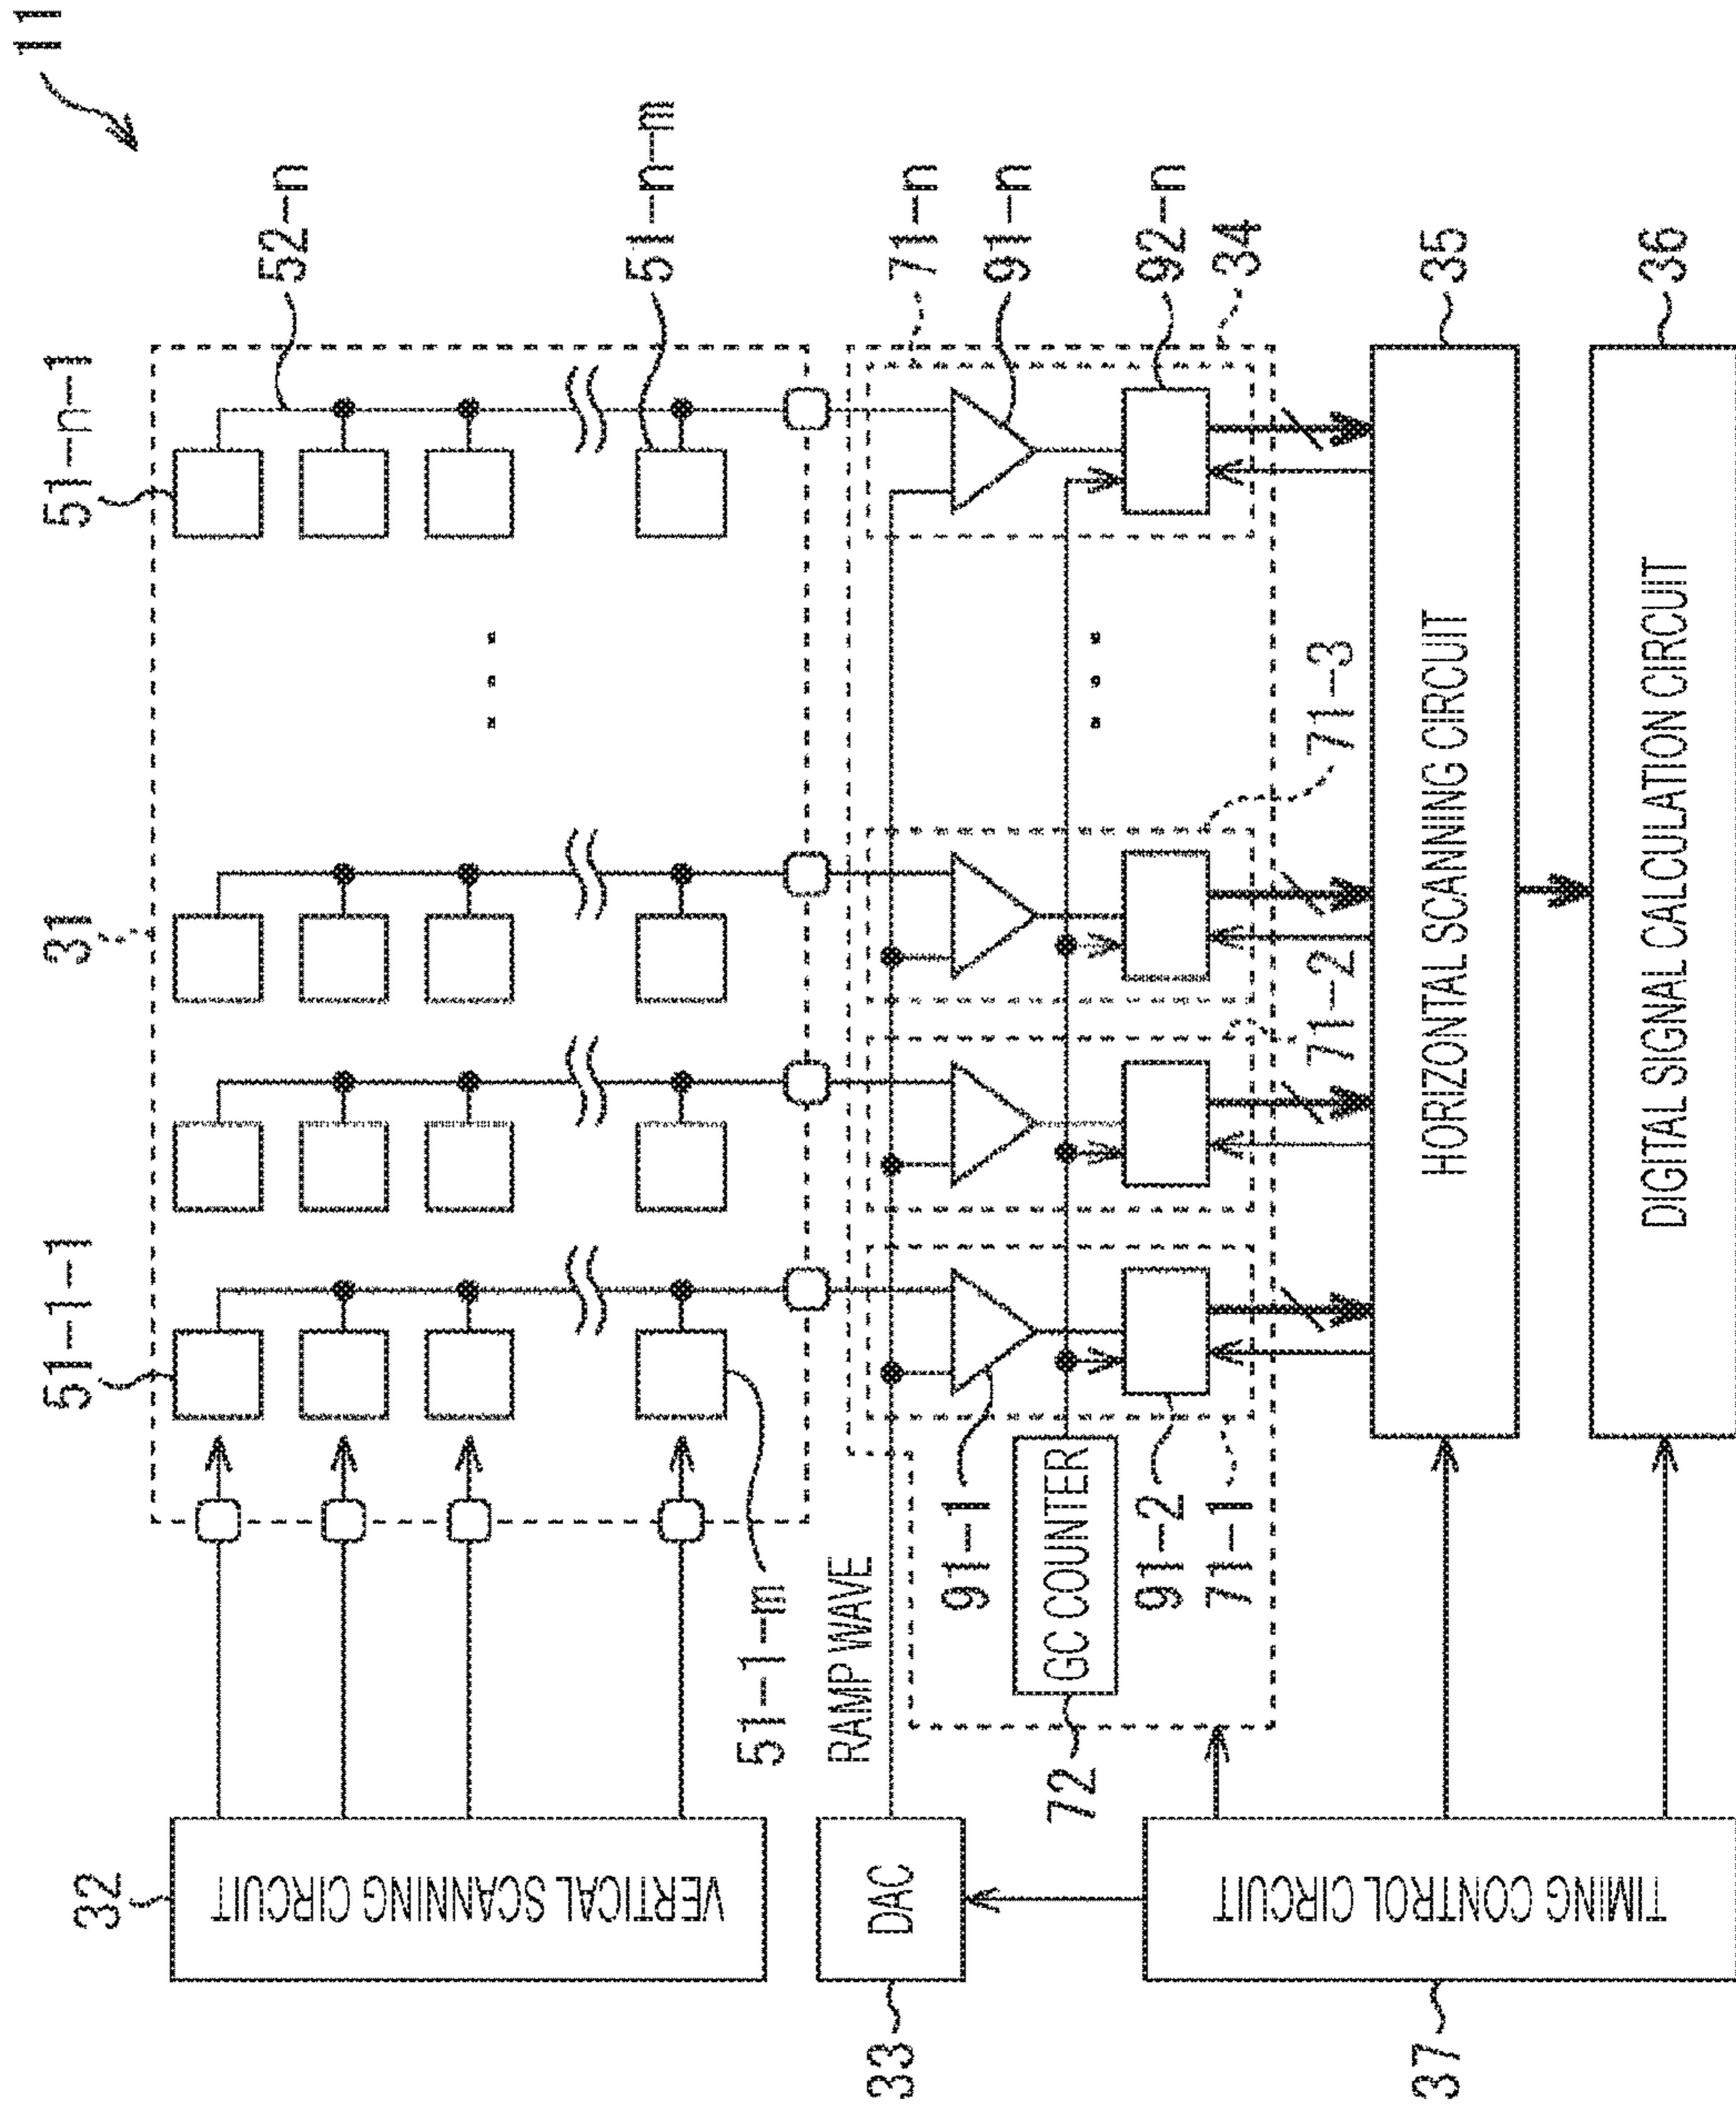 11
51-1-1
31
51-n-1
52-n
51-n-m
32
VERTICAL SCANNING CIRCUIT
51-1-m
RAMP WAVE
33
DAC
71-n
91-n
92-n
34
91-1
GC COUNTER
72
91-2
71-1
71-2
71-3
37
TIMING CONTROL CIRCUIT
HORIZONTAL SCANNING CIRCUIT
35
DIGITAL SIGNAL CALCULATION CIRCUIT
36